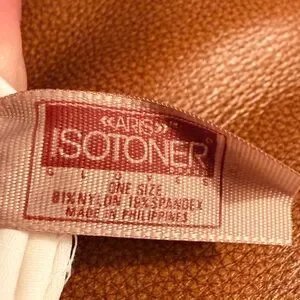 «ARIS»
ISOTONER®
GLOVES
ONE SIZE
81% NYLON 19% SPANDEX
MADE IN PHILIPPINES